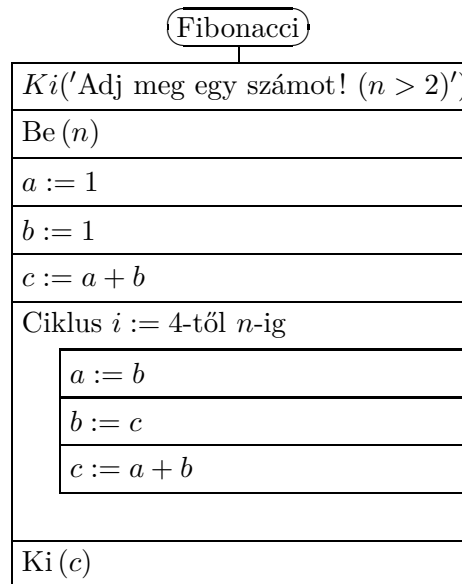 Fibonacci
Ki('Adj meg egy számot! (n > 2)')
Be (n)
a := 1
b := 1
c := a + b
Ciklus i := 4-től n-ig
a := b
b := c
c := a + b
Ki (c)